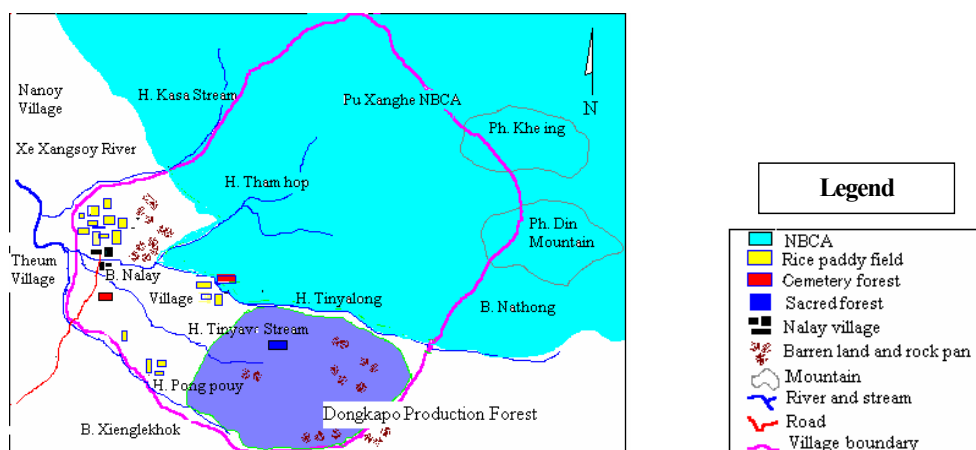 Nanoy
Village
H. Kasa Stream
Pu Xanghe NBCA
N
Ph. Khe ing
Xe Xangsoy River
H. Tham hop
Ph. Din
Mountain
Theum
Village
B. Nalay
Village
H. Tinyalong
B. Nathong
H. Tinyavi Stream
H. Pong pouy
Dongkapo Production Forest
B. Xienglekhok
Legend
NBCA
Rice paddy field
Cemetery forest
Sacred forest
Nalay village
Barren land and rock pan
Mountain
River and stream
Road
Village boundary